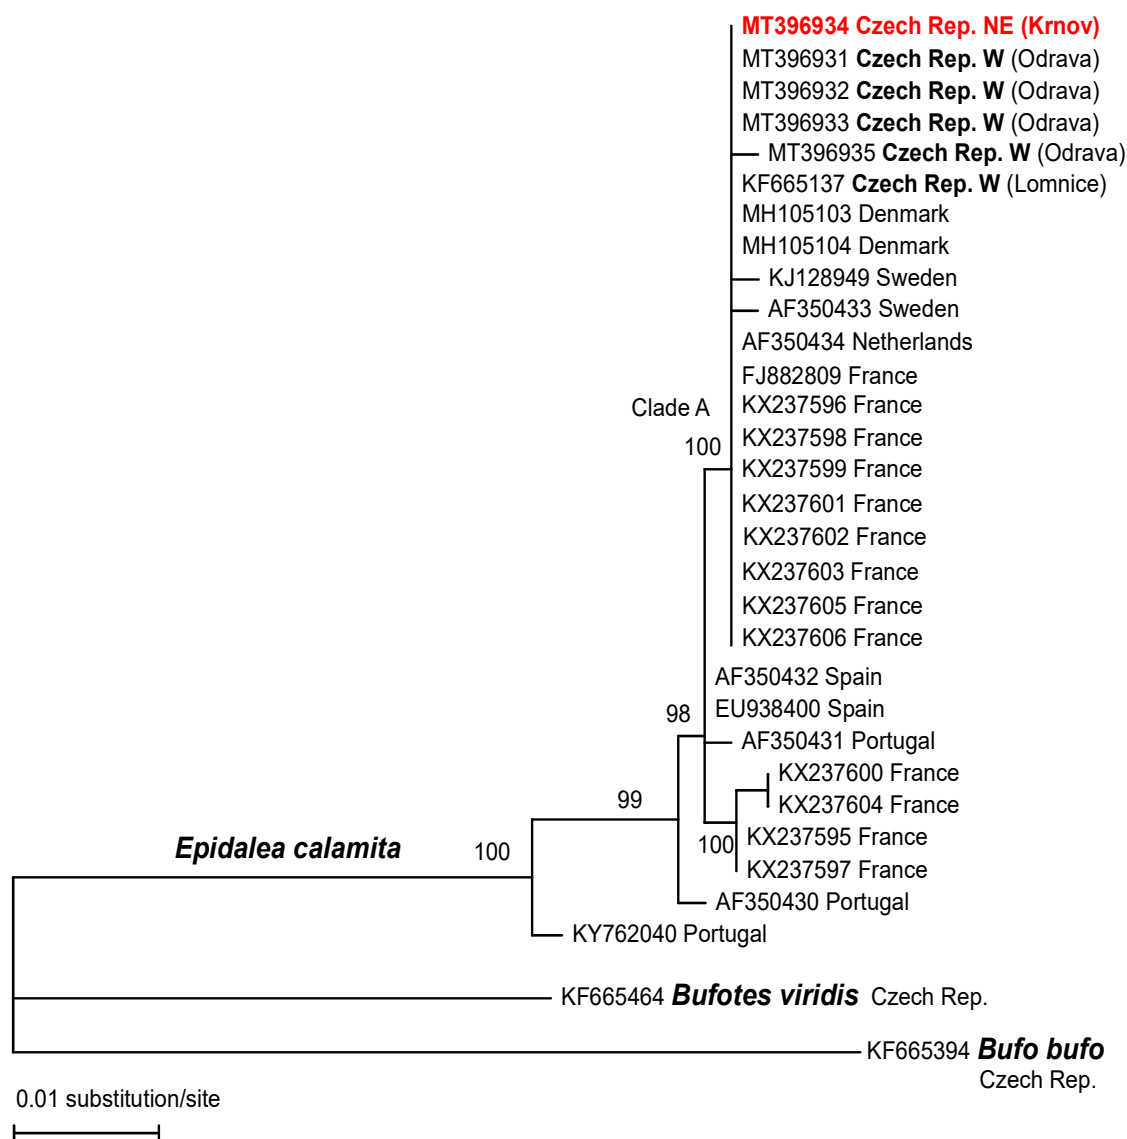 MT396934 Czech Rep. NE (Krnov)
MT396931 Czech Rep. W (Odrava)
MT396932 Czech Rep. W (Odrava)
MT396933 Czech Rep. W (Odrava)
MT396935 Czech Rep. W (Odrava)
KF665137 Czech Rep. W (Lomnice)
MH105103 Denmark
MH105104 Denmark
KJ128949 Sweden
AF350433 Sweden
AF350434 Netherlands
FJ882809 France
Clade A
KX237596 France
KX237598 France
100
KX237599 France
KX237601 France
KX237602 France
KX237603 France
KX237605 France
KX237606 France
AF350432 Spain
98
EU938400 Spain
AF350431 Portugal
KX237600 France
99
KX237604 France
100
KX237595 France
Epidalea calamita
100
KX237597 France
AF350430 Portugal
KY762040 Portugal
KF665464 Bufotes viridis Czech Rep.
KF665394 Bufo bufo
Czech Rep.
0.01 substitution/site